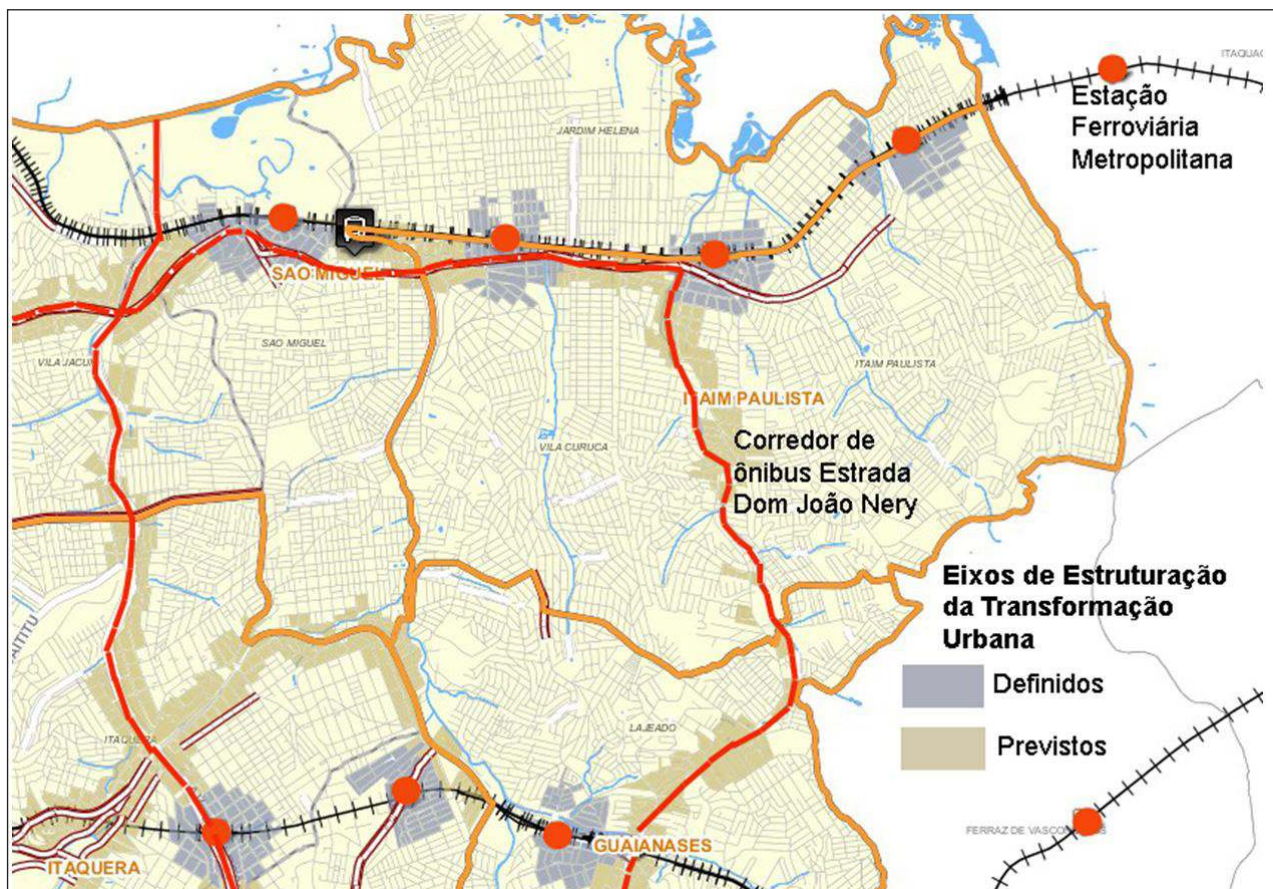 ITAQUAQ
Estação
Ferroviária
Metropolitana
JARDIM HELENA
SAO MIGUEL
SAO MIGUEL
VILA JACUI
ITAIM PAULISTA
ITAIM PAULISTA
VILA CURUCA
Corredor de
ônibus Estrada
Dom João Nery
Eixos de Estruturação
da Transformação
Urbana
Definidos
Previstos
LAJEADO
ITAQUERA
FERRAZ DE
GUAIANASES
ITAQUERA